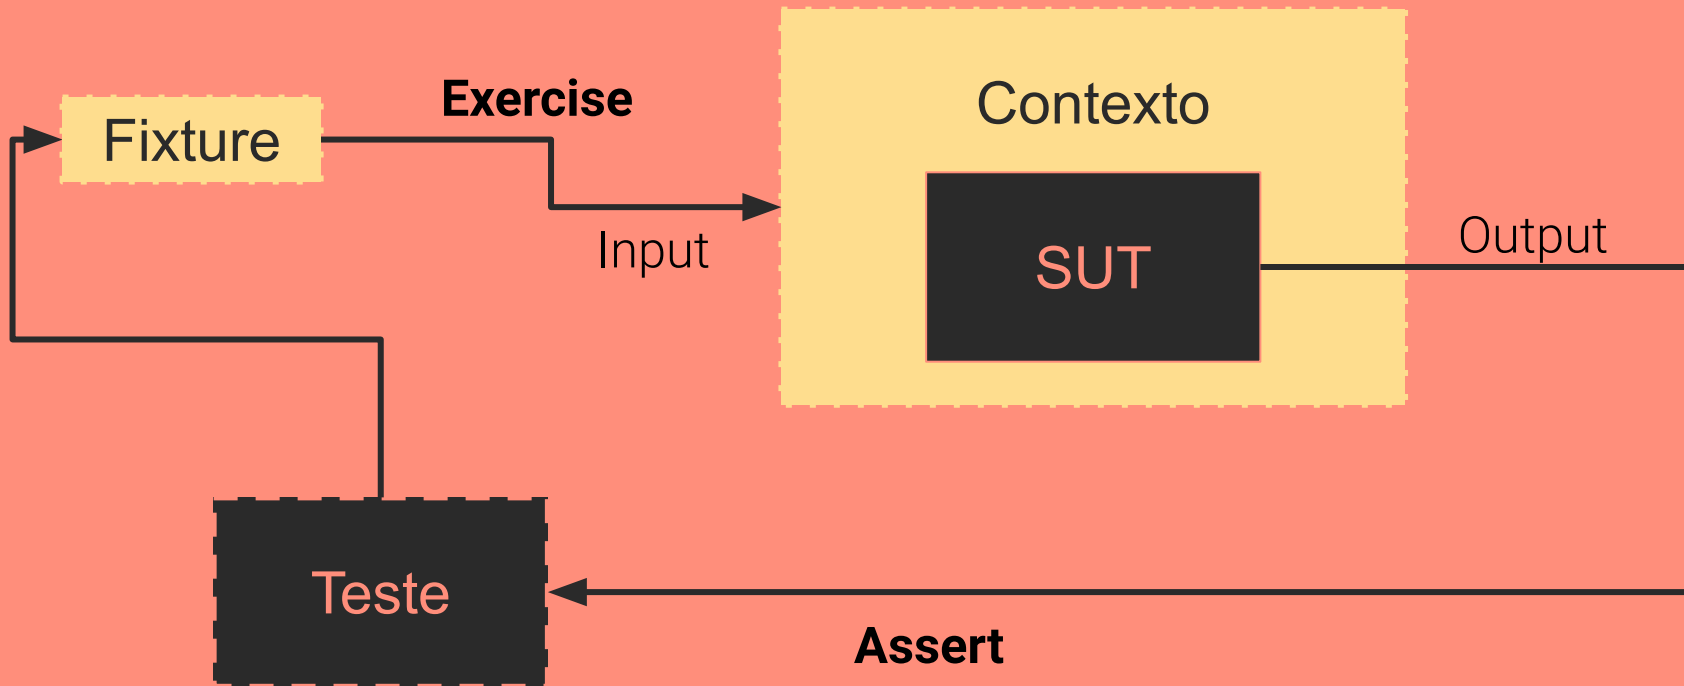 Exercise
Contexto
Fixture
Input
SUT
Output
Teste
Assert